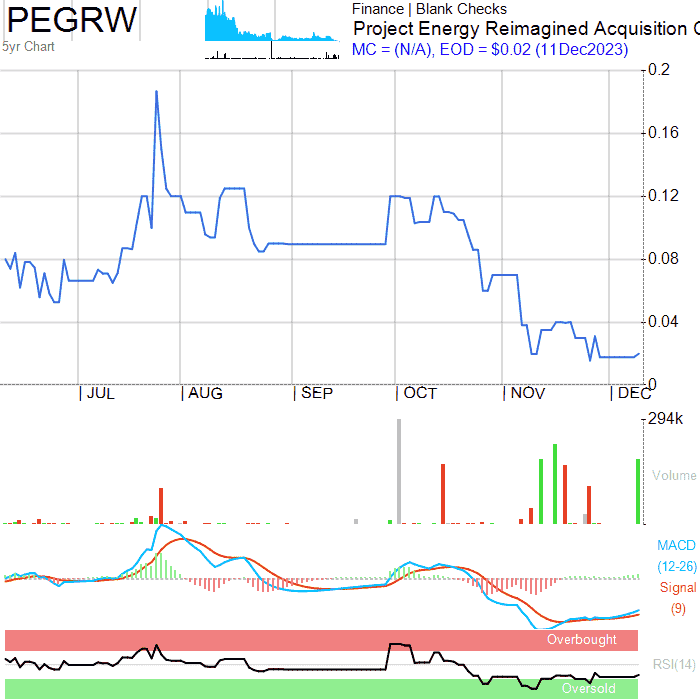 PEGRW
5yr Chart
Finance | Blank Checks
Project Energy Reimagined Acquisition C
MC = (N/A), EOD = $0.02 (11Dec2023)
0.2
0.16
0.12
0.08
0.04
0
| JUL | AUG | SEP | OCT | NOV | DEC
294k
Volume
MACD
(12-26)
Signal
(9)
Overbought
RSI(14)
Oversold